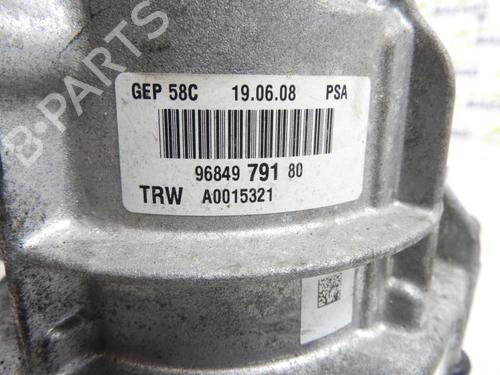 GEP 58C 19.06.08 PSA
96849 791 80
TRW A0015321
B-PARTS